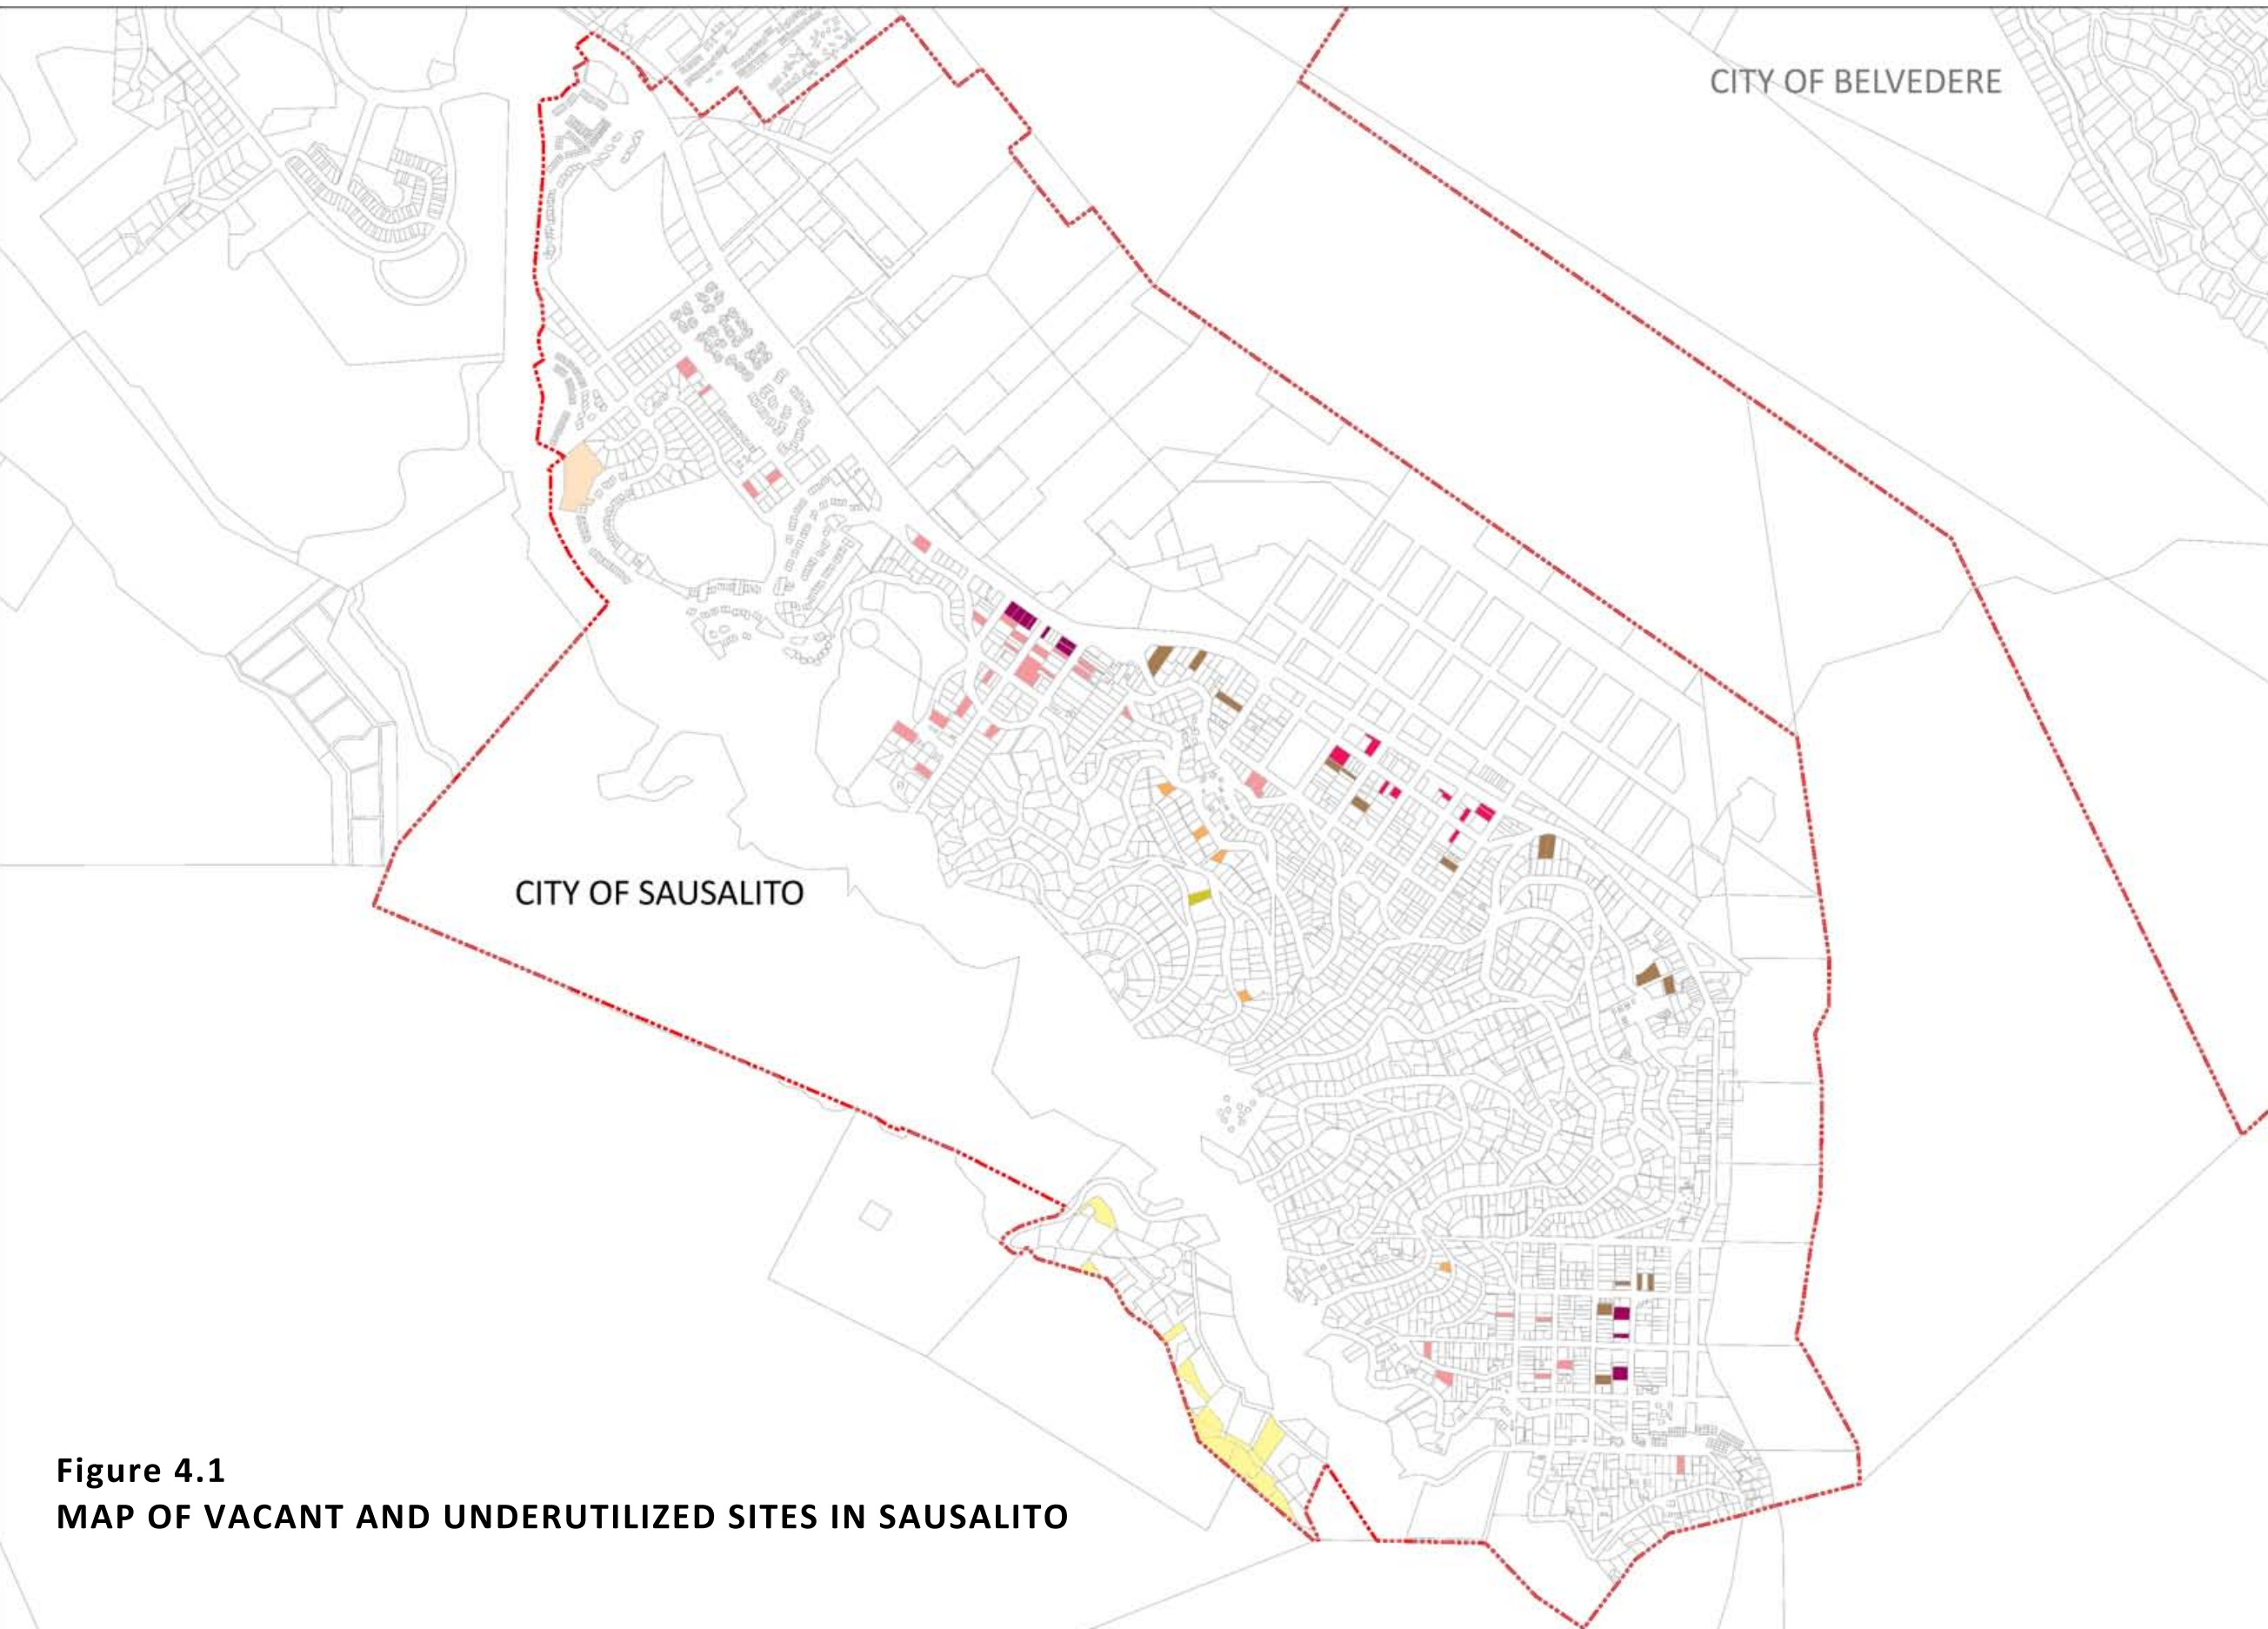 CITY OF BELVEDERE
CITY OF SAUSALITO
Figure 4.1
MAP OF VACANT AND UNDERUTILIZED SITES IN SAUSALITO